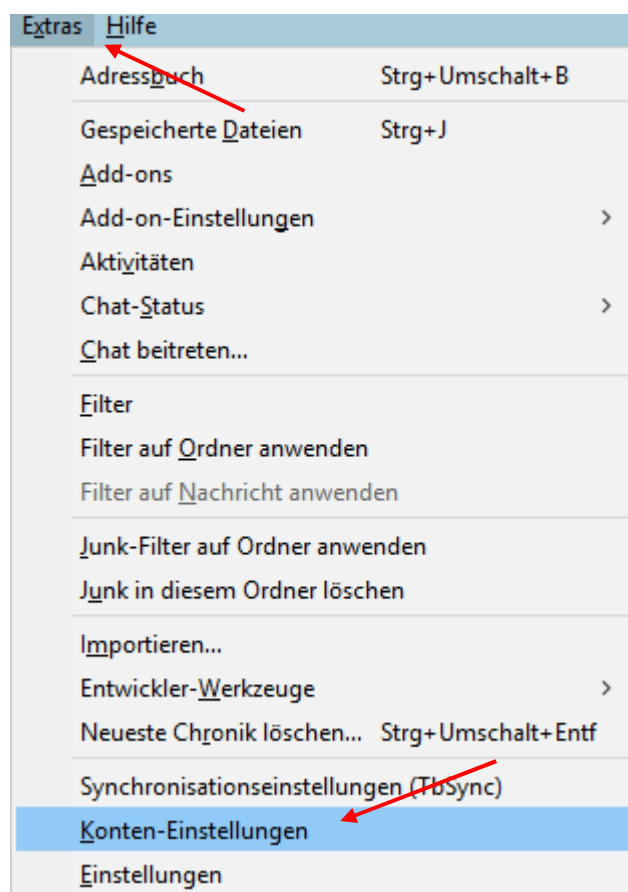 Extras Hilfe
Adressbuch Strg+Umschalt+B
Gespeicherte Dateien Strg+J
Add-ons
Add-on-Einstellungen
Aktivitäten
Chat-Status
Chat beitreten...
Filter
Filter auf Ordner anwenden
Filter auf Nachricht anwenden
Junk-Filter auf Ordner anwenden
Junk in diesem Ordner löschen
Importieren...
Entwickler-Werkzeuge
Neueste Chronik löschen... Strg+Umschalt+Entf
Synchronisationseinstellungen (TbSync)
Konten-Einstellungen
Einstellungen